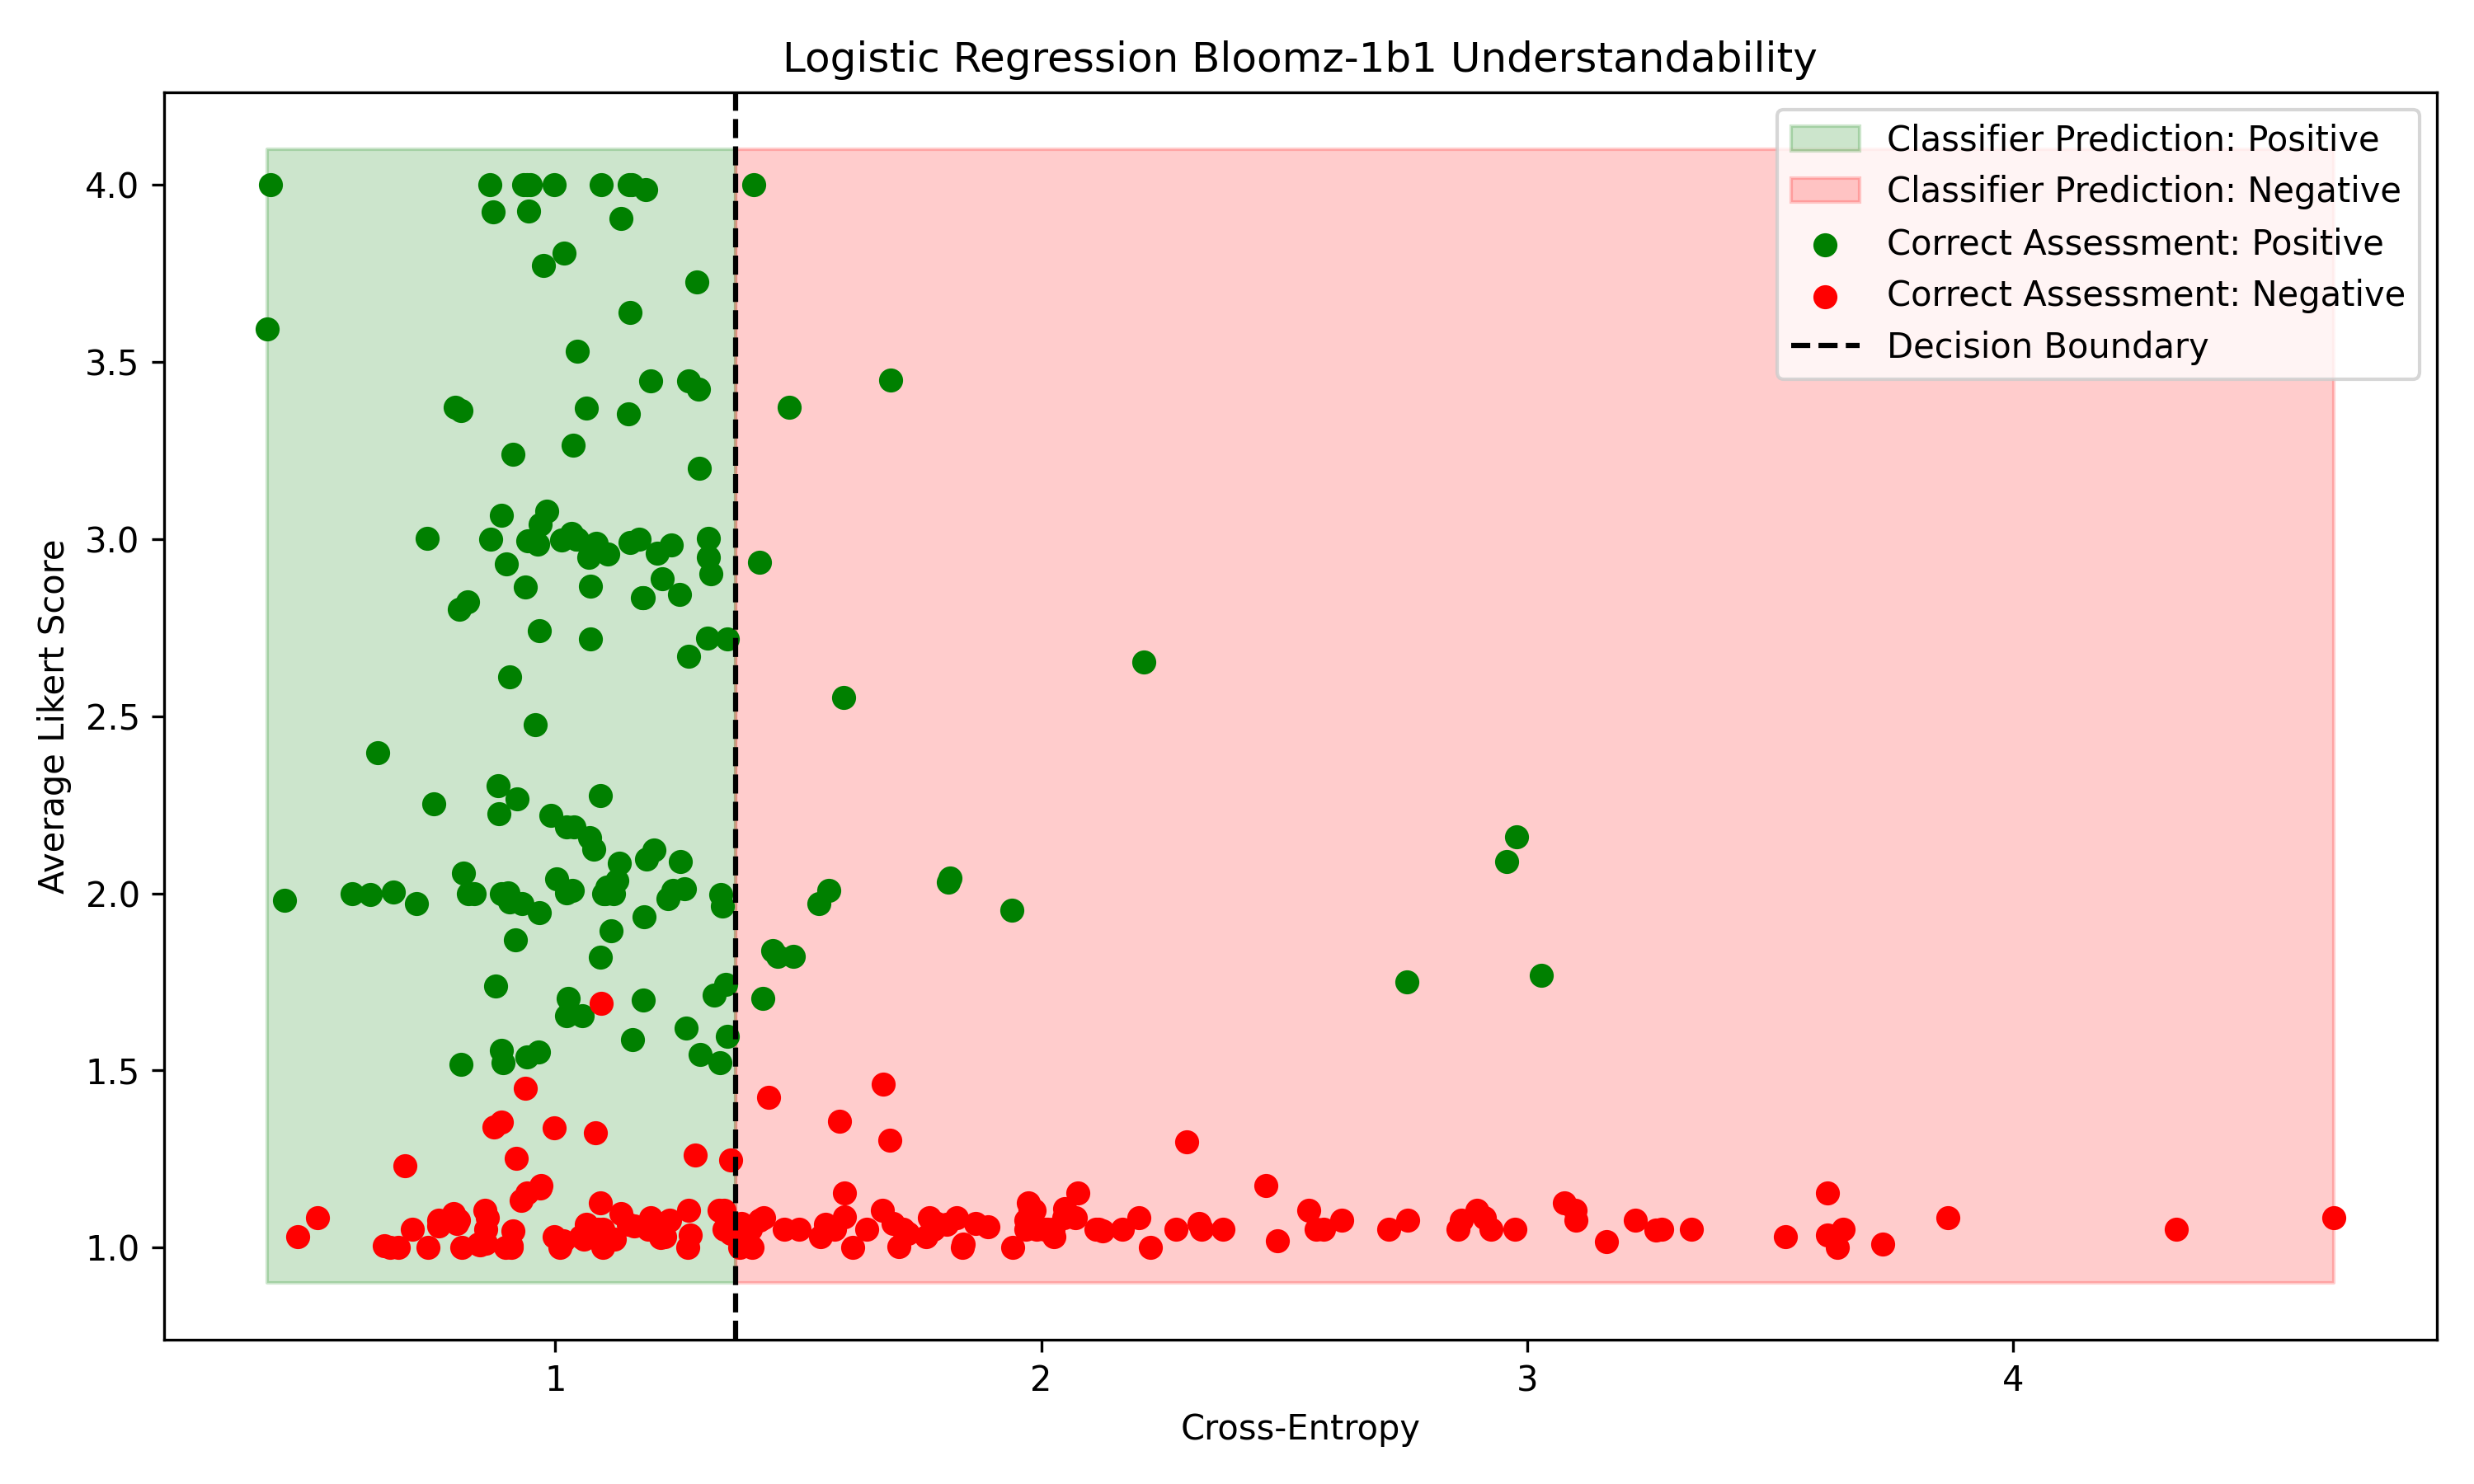 Logistic Regression Bloomz-1b1 Understandability
Classifier Prediction: Positive
Classifier Prediction: Negative
Correct Assessment: Positive
Correct Assessment: Negative
Decision Boundary
Average Likert Score
4.0
3.5
3.0
2.5
2.0
1.5
1.0
1
2
3
4
Cross-Entropy